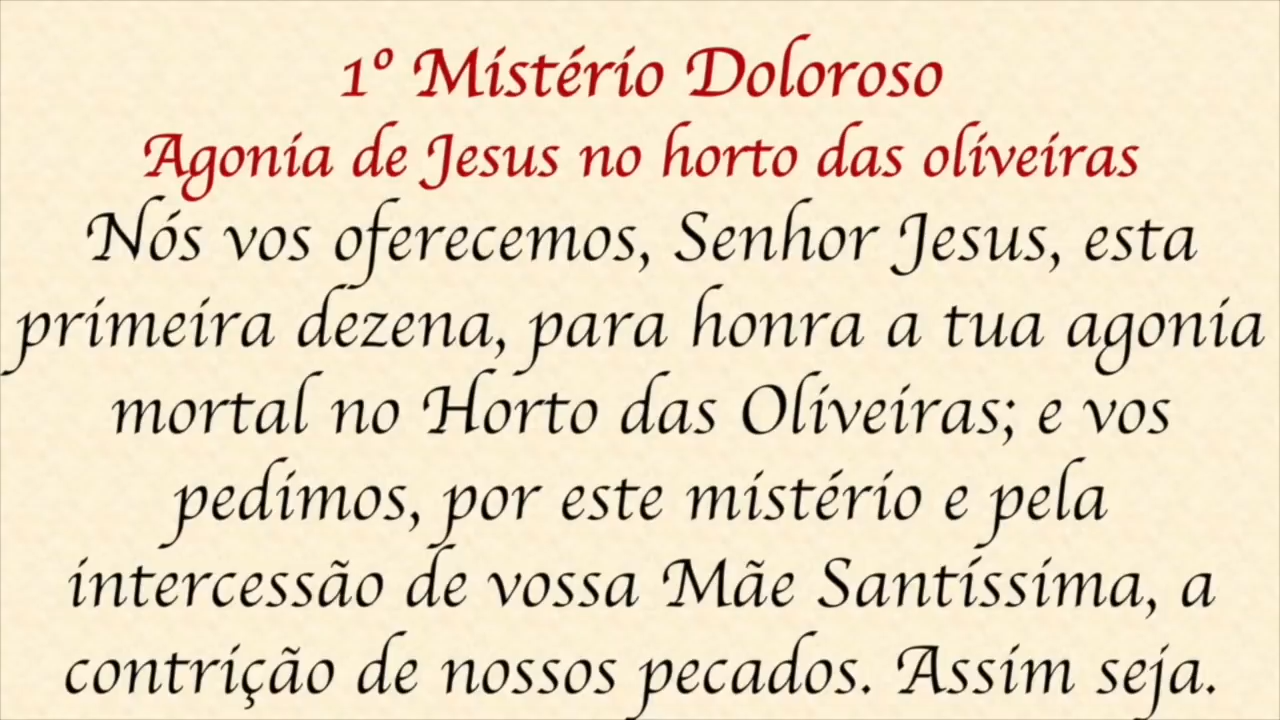 1º Mistério Doloroso
Agonia de Jesus no horto das oliveiras
Nós vos oferecemos, Senhor Jesus, esta
primeira dezena, para honra a tua agonia
mortal no Horto das Oliveiras; e vos
pedimos, por este mistério e pela
intercessão de vossa Mãe Santíssima, a
contrição de nossos pecados. Assim seja.